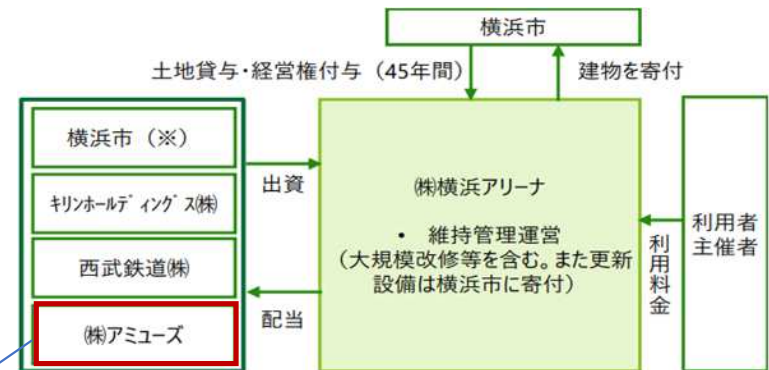 横浜市
土地貸与・経営権付与（45年間）
建物を寄付
横浜市（※）
キリンホールディングス㈱
西武鉄道㈱
㈱アミューズ
出資
配当
㈱横浜アリーナ
・ 維持管理運営
（大規模改修等を含む。また更新
設備は横浜市に寄付）
利用料金
利用者
主催者